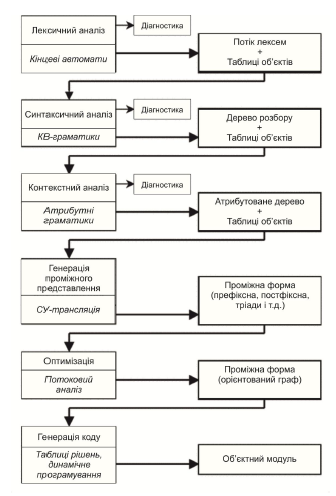 Лексичний аналіз
Діагностика
Кінцеві автомати
Потік лексем
+
Таблиці об'єктів
Синтаксичний аналіз
Діагностика
КВ-граматики
Дерево розбору
+
Таблиці об'єктів
Контекстний аналіз
Діагностика
Атрибутні
граматики
Атрибутоване дерево
+
Таблиці об'єктів
Генерація
проміжного
представлення
СУ-трансляція
Проміжна форма
(префіксна, постфіксна,
тріади і т.д.)
Оптимізація
Потоковий
аналіз
Проміжна форма
(орієнтований граф)
Генерація коду
Таблиці рішень,
динамічне
програмування
Об'єктний модуль